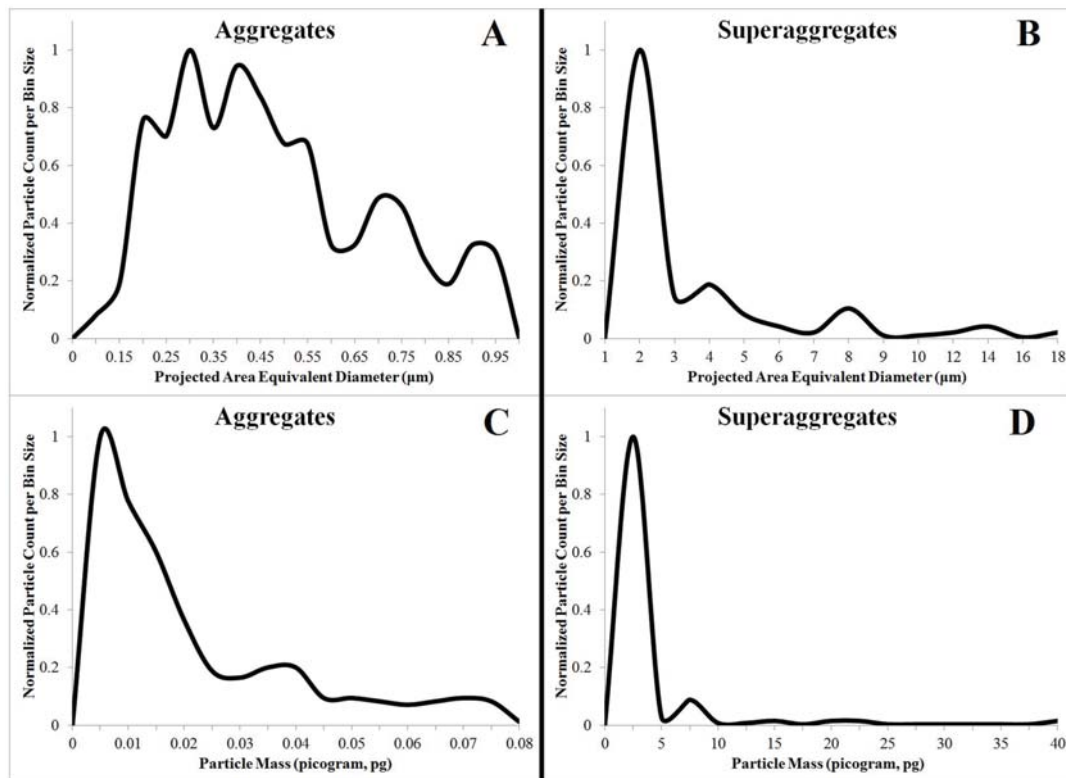 Aggregates
A
Normalized Particle Count per Bin Size
1
0.8
0.6
0.4
0.2
0
0 0.15 0.25 0.35 0.45 0.55 0.65 0.75 0.85 0.95
Projected Area Equivalent Diameter (µm)
Superaggregates
B
Normalized Particle Count per Bin Size
1
0.8
0.6
0.4
0.2
0
1 2 3 4 5 6 7 8 9 10 12 14 16 18
Projected Area Equivalent Diameter (µm)
Aggregates
C
Normalized Particle Count per Bin Size
1
0.8
0.6
0.4
0.2
0
0 0.01 0.02 0.03 0.04 0.05 0.06 0.07 0.08
Particle Mass (picogram, pg)
Superaggregates
D
Normalized Particle Count per Bin Size
1
0.8
0.6
0.4
0.2
0
0 5 10 15 20 25 30 35 40
Particle Mass (picogram, pg)